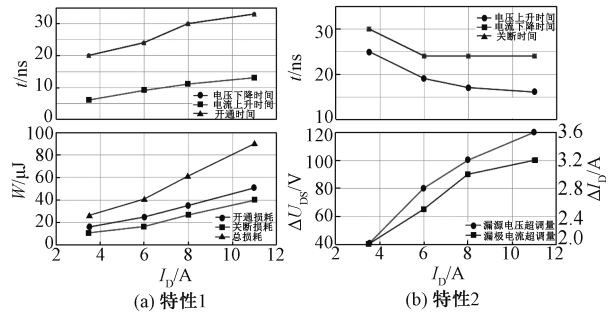 30
20
10
0
t/ns
电压下降时间
电流上升时间
开通时间
100
80
60
40
20
0
W/μJ
开通损耗
关断损耗
总损耗
2 4 6 8 10 12
I_D/A
(a) 特性1
30
20
10
t/ns
电压上升时间
电流下降时间
关断时间
120
100
80
60
40
ΔU_DS/V
3.6
3.2
2.8
2.4
2.0
ΔI_D/A
漏源电压超调量
漏极电流超调量
2 4 6 8 10 12
I_D/A
(b) 特性2